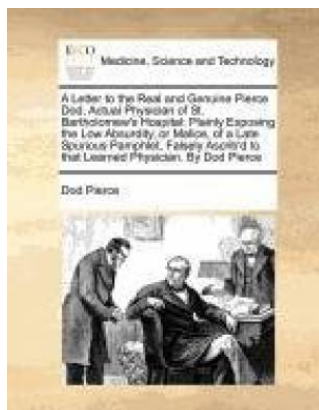 ECCO
Medicine, Science and Technology
A Letter to the Real and Genuine Pierce
Dod, Actual Physician of St.
Bartholomew's Hospital: Plainly Exposing
the Low Absurdity, or Malice, of a Late
Spurious Pamphlet, Falsely Ascrib'd to
that Learned Physician. By Dod Pierce
Dod Pierce